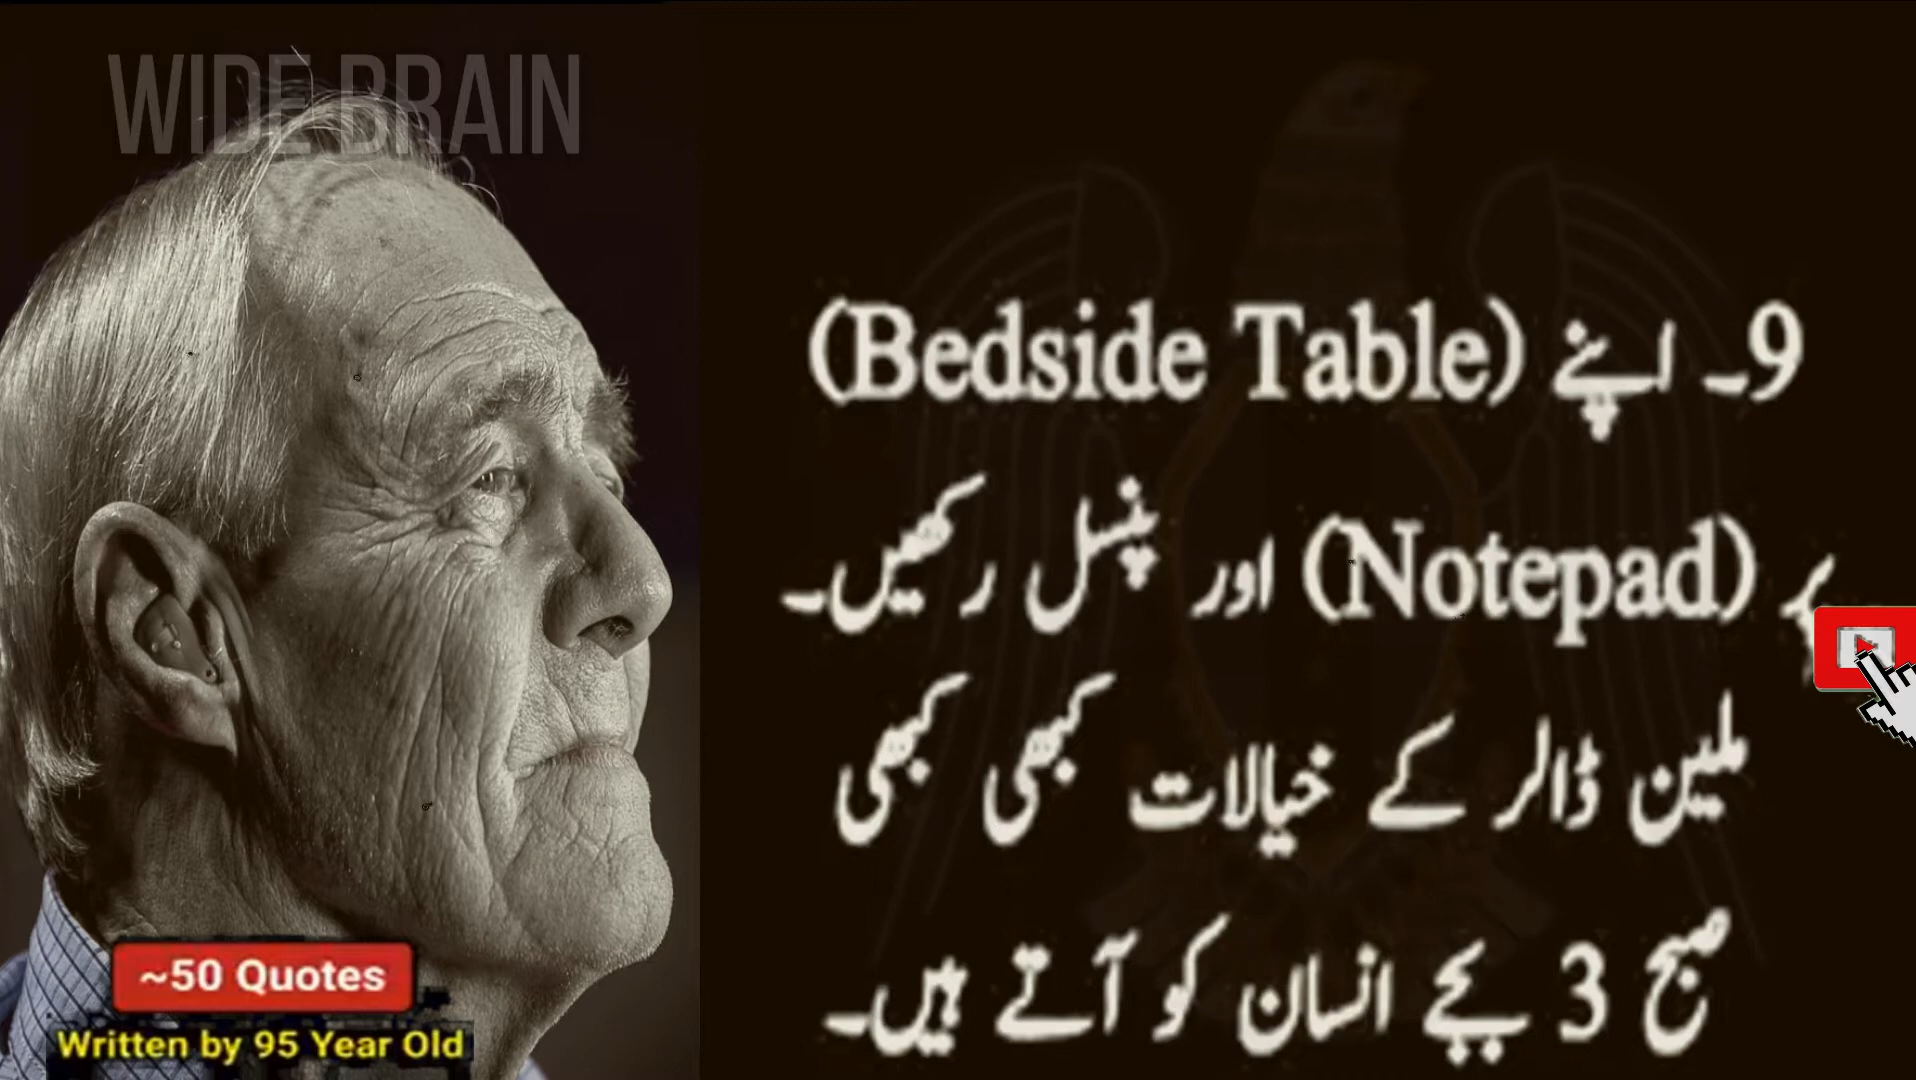 WIDE BRAIN
9۔ اپنے (Bedside Table)
پر (Notepad) اور پنسل رکھیں۔
ملین ڈالر کے خیالات کبھی کبھی
صبح 3 بجے انسان کو آتے ہیں۔
~50 Quotes
Written by 95 Year Old